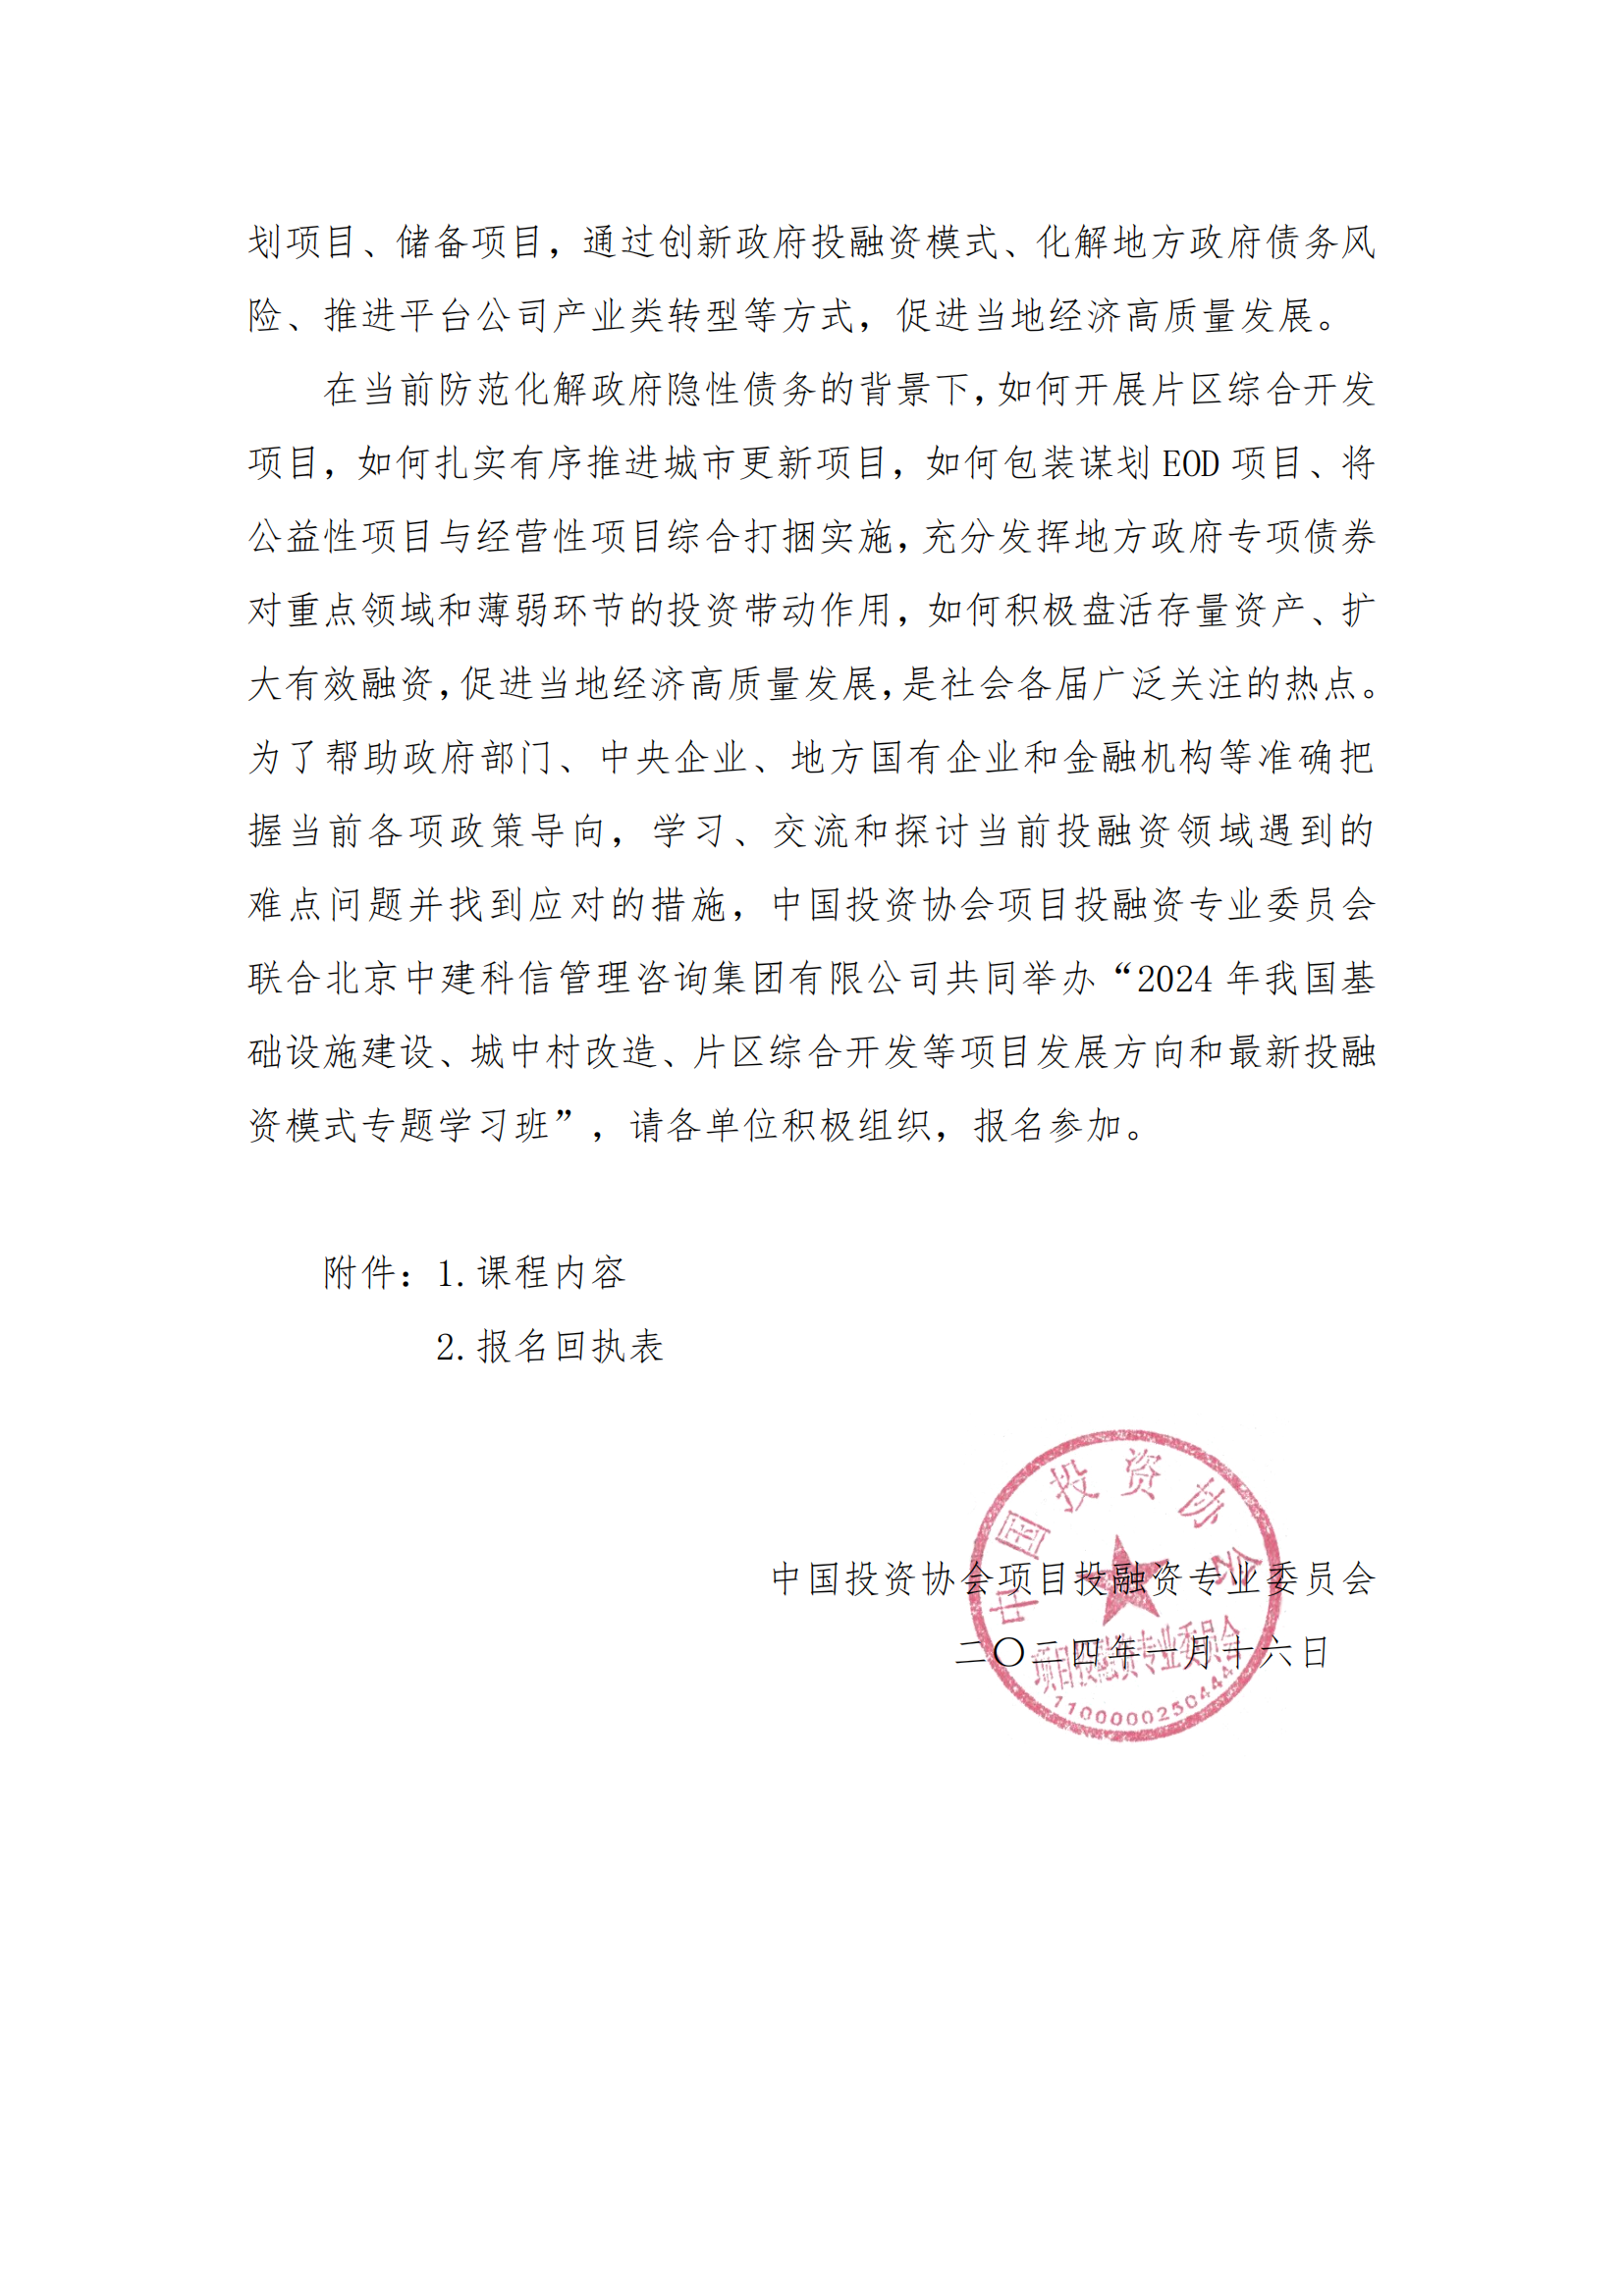 划项目、储备项目，通过创新政府投融资模式、化解地方政府债务风
险、推进平台公司产业类转型等方式，促进当地经济高质量发展。
在当前防范化解政府隐性债务的背景下，如何开展片区综合开发
项目，如何扎实有序推进城市更新项目，如何包装谋划 EOD 项目、将
公益性项目与经营性项目综合打捆实施，充分发挥地方政府专项债券
对重点领域和薄弱环节的投资带动作用，如何积极盘活存量资产、扩
大有效融资，促进当地经济高质量发展，是社会各届广泛关注的热点。
为了帮助政府部门、中央企业、地方国有企业和金融机构等准确把
握当前各项政策导向，学习、交流和探讨当前投融资领域遇到的
难点问题并找到应对的措施，中国投资协会项目投融资专业委员会
联合北京中建科信管理咨询集团有限公司共同举办“2024 年我国基
础设施建设、城中村改造、片区综合开发等项目发展方向和最新投融
资模式专题学习班”，请各单位积极组织，报名参加。
附件：1.课程内容
2.报名回执表
中国投资协会项目投融资专业委员会
二〇二四年一月十六日
中国投资协会
项目投融资专业委员会
1100000250444